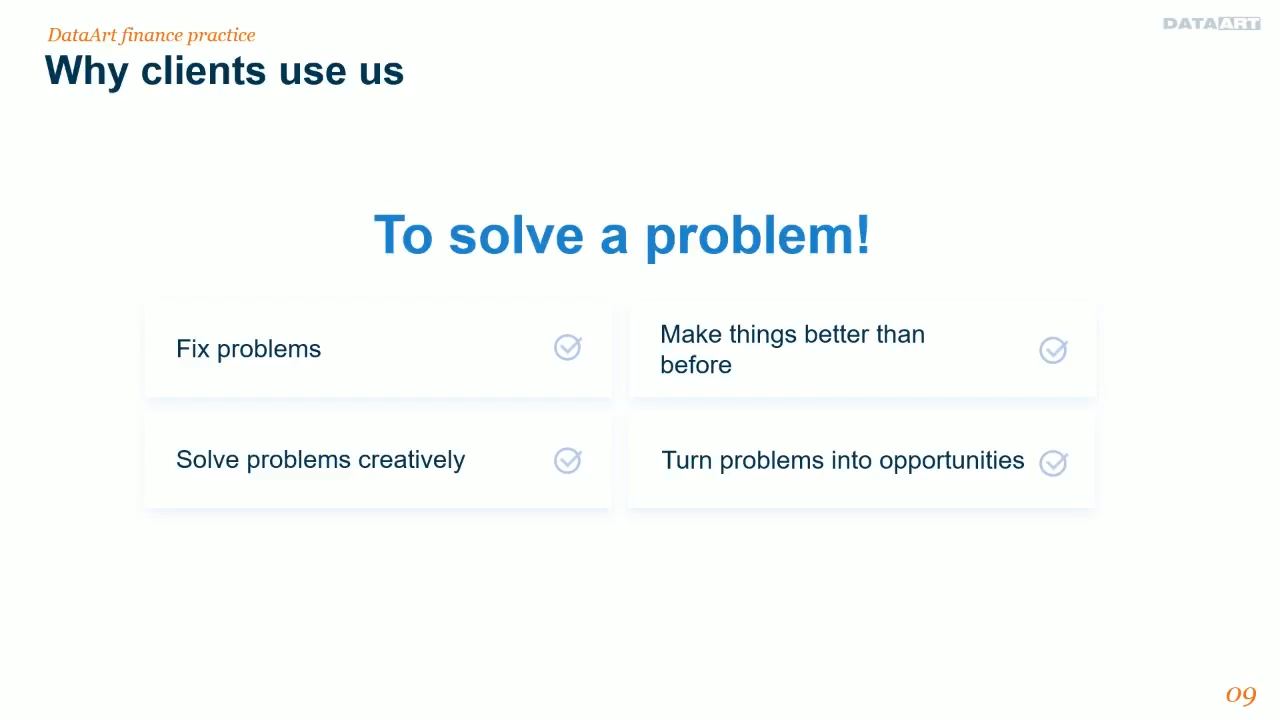 DataArt finance practice
DATAART
Why clients use us
To solve a problem!
Fix problems
Make things better than
before
Solve problems creatively
Turn problems into opportunities
09